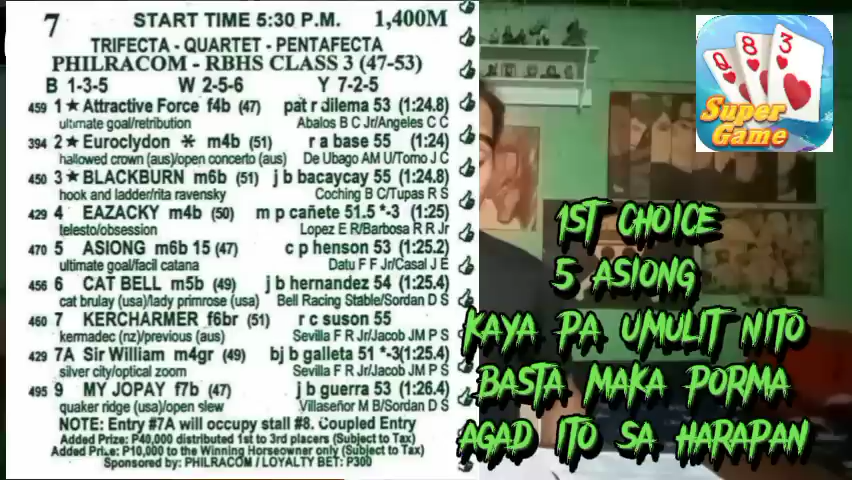 7 START TIME 5:30 P.M. 1,400M
TRIFECTA - QUARTET - PENTAFECTA
PHILRACOM - RBHS CLASS 3 (47-53)
B 1-3-5 W 2-5-6 Y 7-2-5
459 1 ★ Attractive Force f4b (47) pat r dilema 53 (1:24.8)
ultimate goal/retribution Abalos B C Jr/Angeles C C
394 2 ★ Euroclydon * m4b (51) r a base 55 (1:24)
hallowed crown (aus)/open concerto (aus) De Ubago AM U/Torno J C
450 3 ★ BLACKBURN m6b (51) j b bacaycay 55 (1:24.8)
hook and ladder/rita ravensky Coching B C/Tupas R S
429 4 EAZACKY m4b (50) m p cañete 51.5 *-3 (1:25)
telesto/obsession Lopez E R/Barbosa R R Jr
470 5 ASIONG m6b 15 (47) c p henson 53 (1:25.2)
ultimate goal/facil catana Datu F F Jr/Casal J E
456 6 CAT BELL m5b (49) j b hernandez 54 (1:25.4)
cat brulay (usa)/lady primrose (usa) Bell Racing Stable/Sordan D S
460 7 KERCHARMER f6br (51) r c suson 55
kermadec (nz)/previous (aus) Sevilla F R Jr/Jacob JM P S
429 7A Sir William m4gr (49) bj b galleta 51 *-3(1:25.4)
silver city/optical zoom Sevilla F R Jr/Jacob JM P S
495 9 MY JOPAY f7b (47) j b guerra 53 (1:26.4)
quaker ridge (usa)/open slew Villaseñor M B/Sordan D S
NOTE: Entry #7A will occupy stall #8. Coupled Entry
Added Prize: P40,000 distributed 1st to 3rd placers (Subject to Tax)
Added Prize: P10,000 to the Winning Horseowner only (Subject to Tax)
Sponsored by: PHILRACOM / LOYALTY BET: P300
Q 8 3
Super
Game
1ST CHOICE
5 ASIONG
KAYA PA UMULIT NITO
BASTA MAKA PORMA
AGAD ITO SA HARAPAN